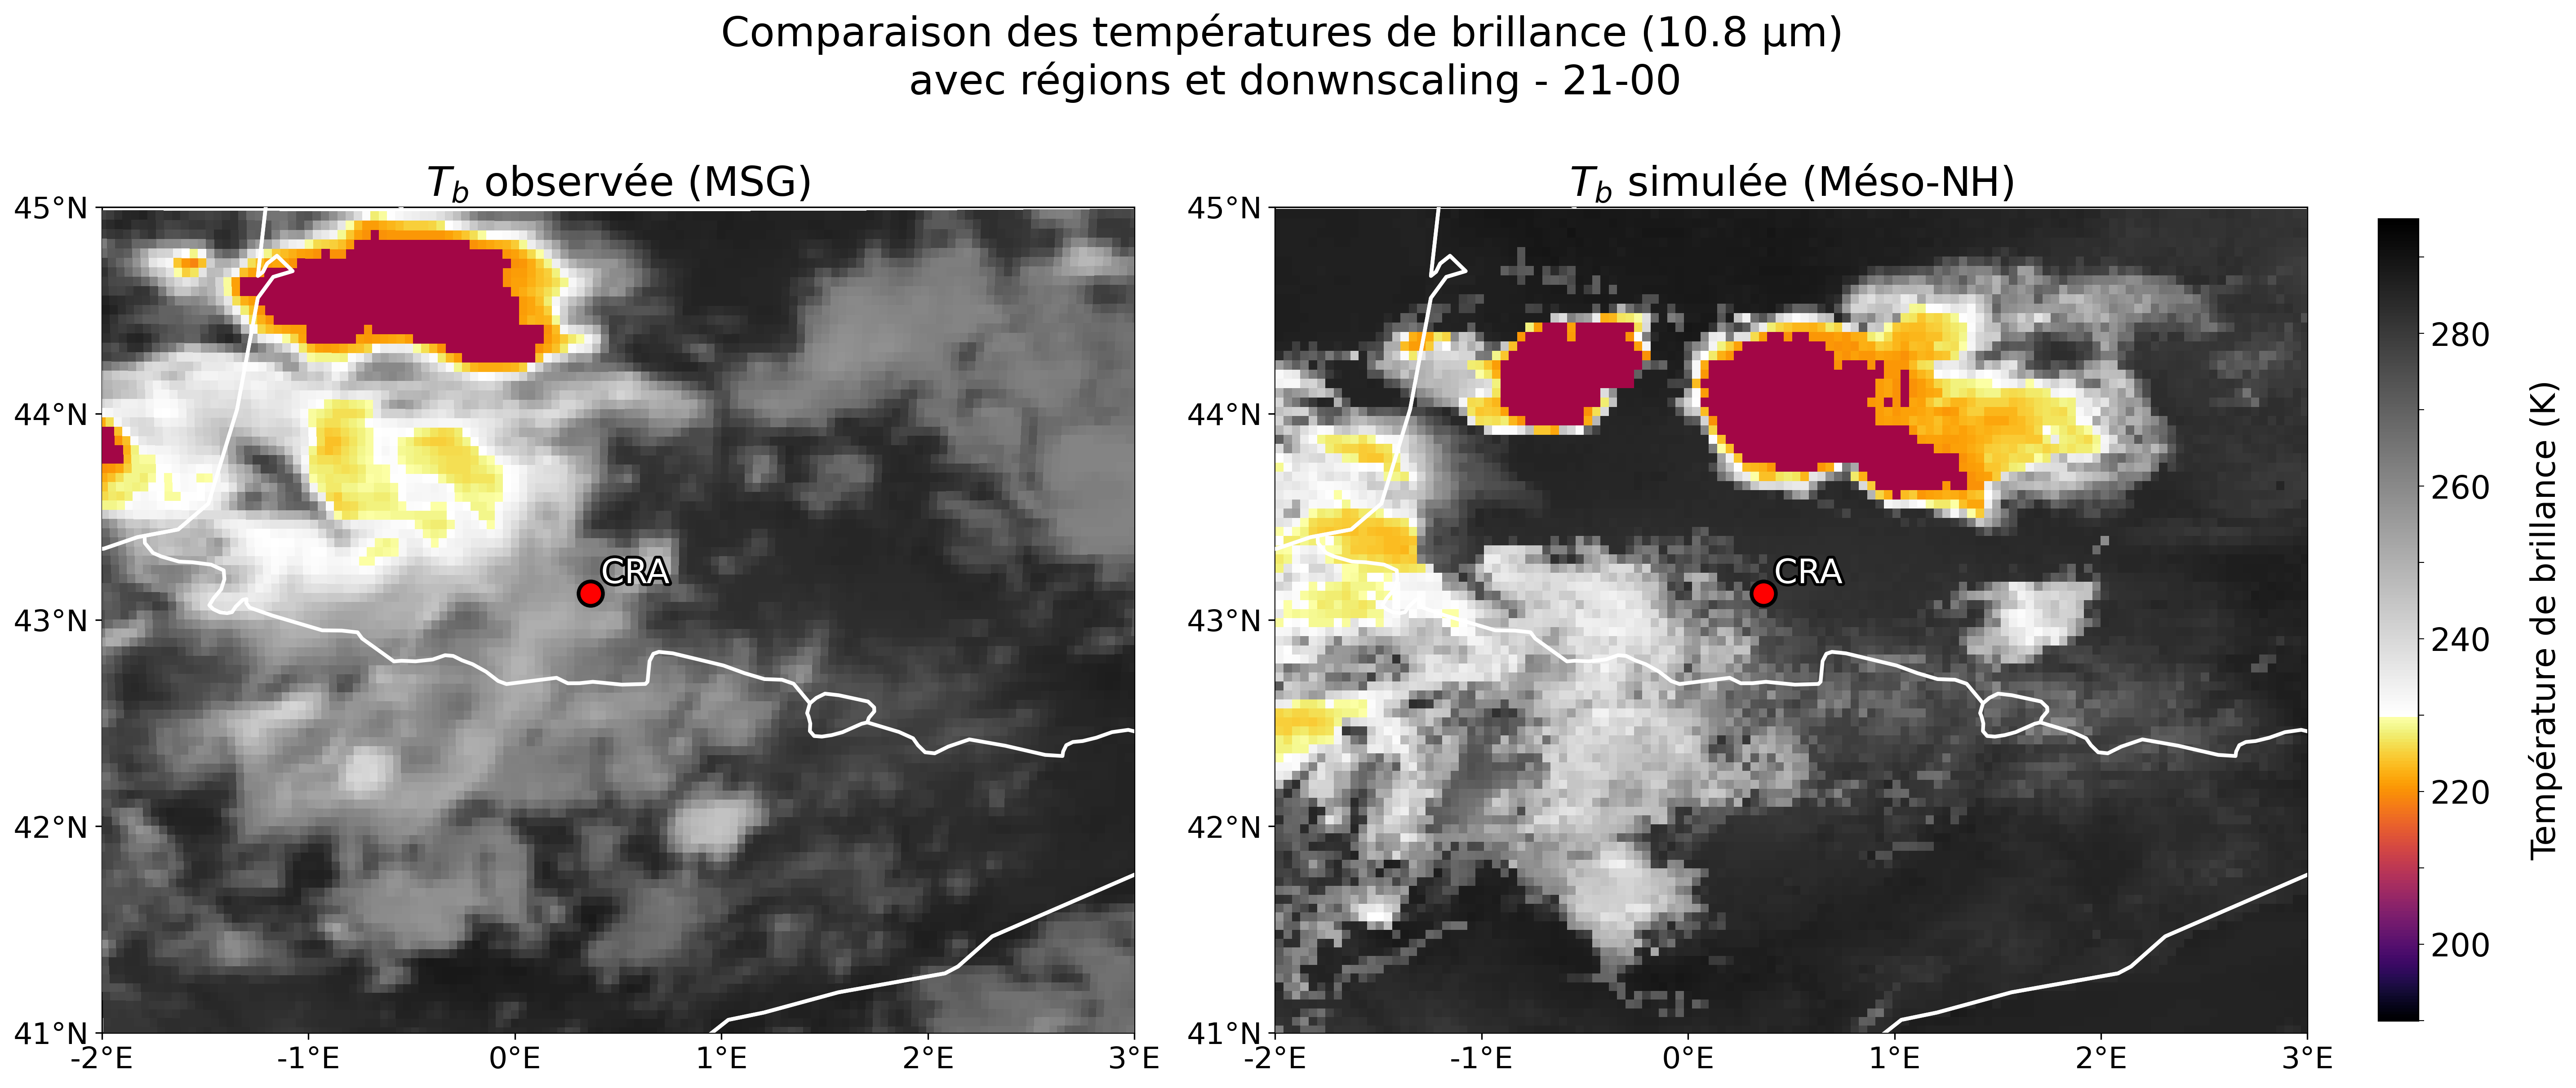 Comparaison des températures de brillance (10.8 µm)
avec régions et donwnscaling - 21-00
T_b observée (MSG)
T_b simulée (Méso-NH)
45°N
44°N
43°N
42°N
41°N
-2°E
-1°E
0°E
1°E
2°E
3°E
CRA
45°N
44°N
43°N
42°N
41°N
-2°E
-1°E
0°E
1°E
2°E
3°E
CRA
280
260
240
220
200
Température de brillance (K)